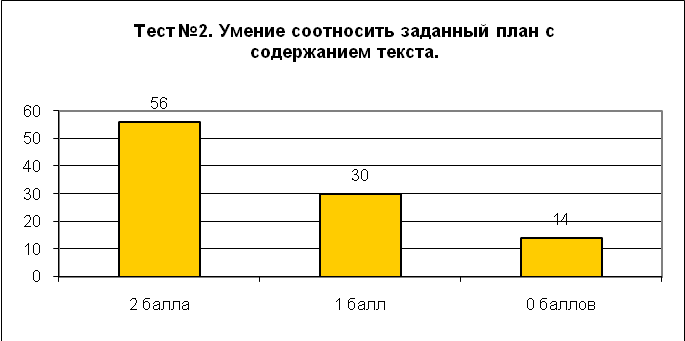 Тест №2. Умение соотносить заданный план с
содержанием текста.
56
60
50
40
30
30
20
14
10
0
2 балла
1 балл
0 баллов